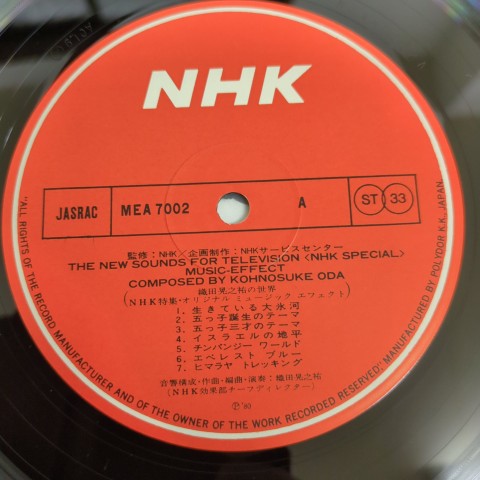 NHK
JASRAC
MEA 7002
A
ST 33
監修:NHK×企画制作:NHKサービスセンター
THE NEW SOUNDS FOR TELEVISION〈NHK SPECIAL〉
MUSIC-EFFECT
COMPOSED BY KOHNOSUKE ODA
織田晃之祐の世界
(NHK特集・オリジナル ミュージック エフェクト)
1. 生きている大氷河
2. 五っ子誕生のテーマ
3. 五っ子三才のテーマ
4. イスラエルの地平
5. チンパンジー ワールド
6. エベレスト ブルー
7. ヒマラヤ トレッキング
音響構成・作曲・編曲・演奏:織田晃之祐
(NHK効果部チーフディレクター)
Ⓟ'80
"ALL RIGHTS OF THE RECORD MANUFACTURER AND OF THE OWNER OF THE WORK RECORDED RESERVED" MANUFACTURED BY POLYDOR K.K. JAPAN.